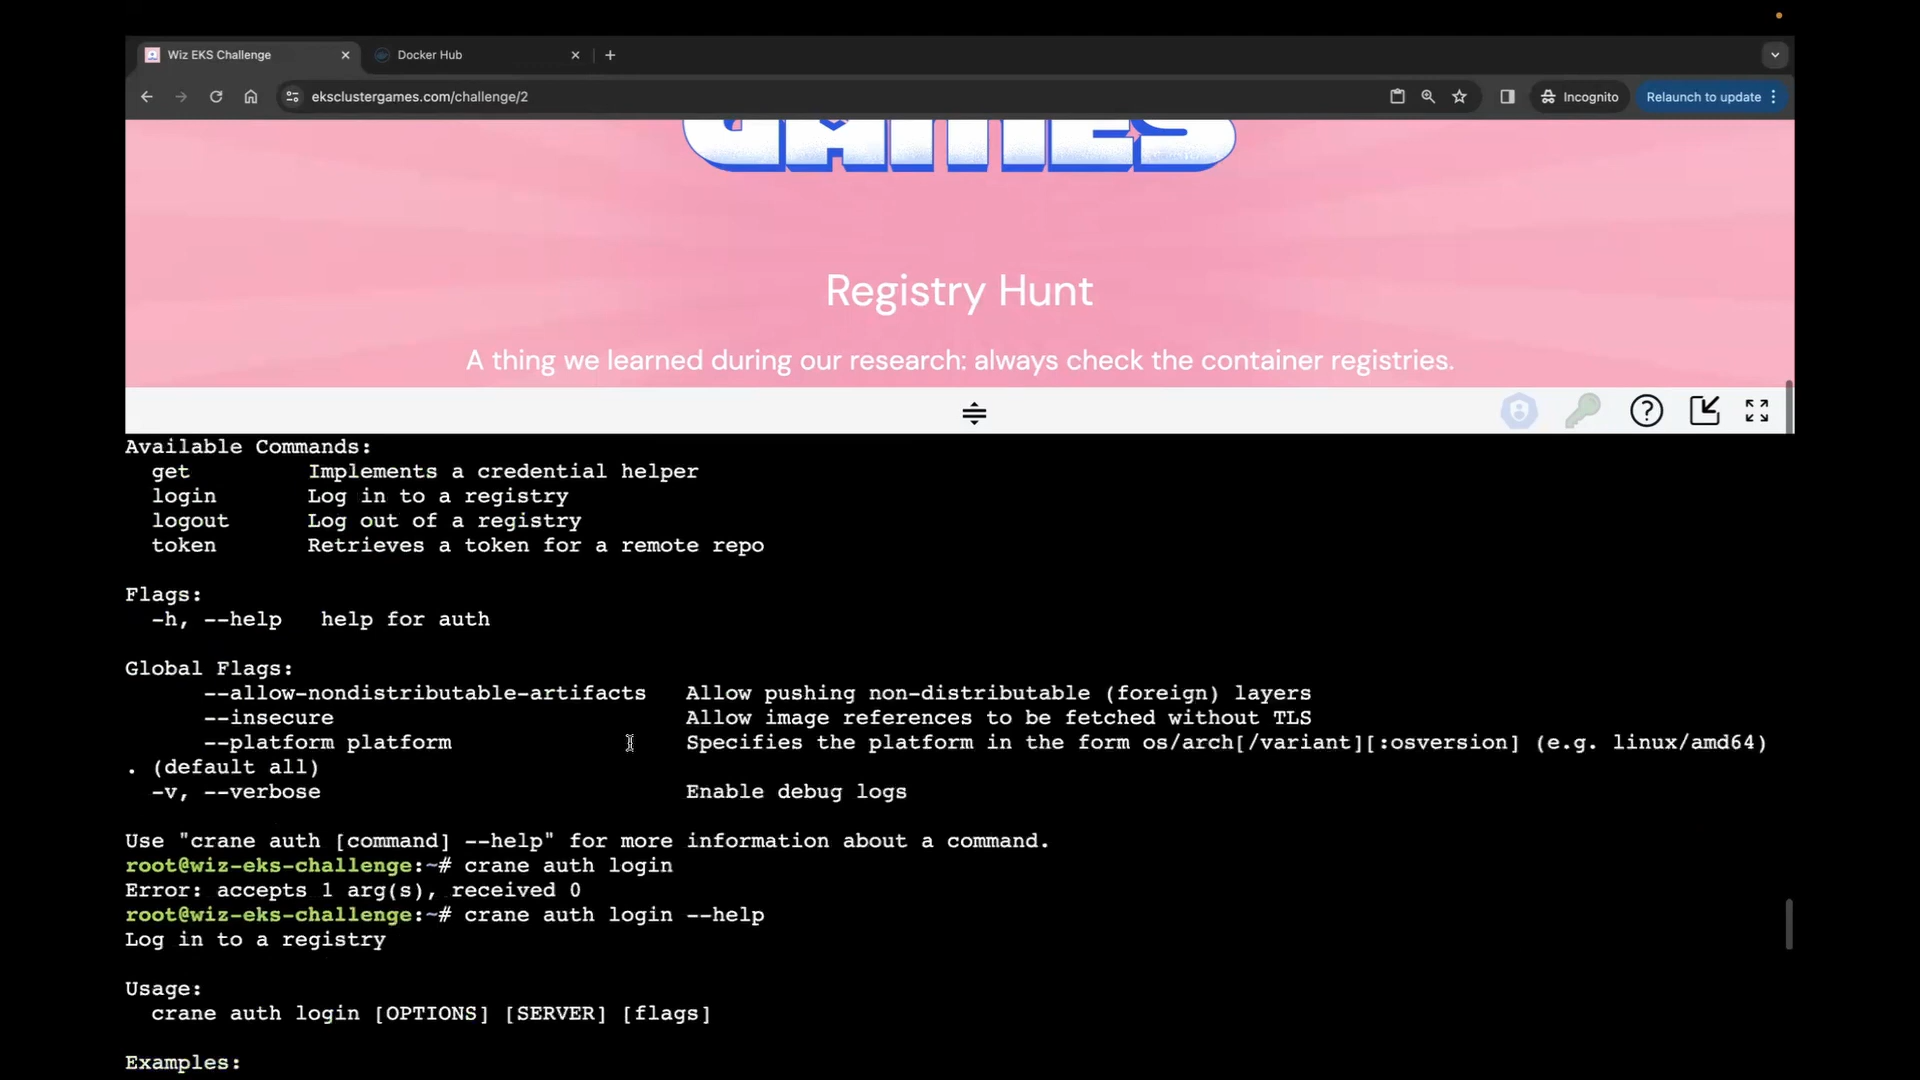 Wiz EKS Challenge
Docker Hub
eksclustergames.com/challenge/2
Incognito
Relaunch to update
GAMES
Registry Hunt
A thing we learned during our research: always check the container registries.
Available Commands:
get Implements a credential helper
login Log in to a registry
logout Log out of a registry
token Retrieves a token for a remote repo
Flags:
-h, --help help for auth
Global Flags:
--allow-nondistributable-artifacts Allow pushing non-distributable (foreign) layers
--insecure Allow image references to be fetched without TLS
--platform platform Specifies the platform in the form os/arch[/variant][:osversion] (e.g. linux/amd64)
. (default all)
-v, --verbose Enable debug logs
Use "crane auth [command] --help" for more information about a command.
root@wiz-eks-challenge:~# crane auth login
Error: accepts 1 arg(s), received 0
root@wiz-eks-challenge:~# crane auth login --help
Log in to a registry
Usage:
crane auth login [OPTIONS] [SERVER] [flags]
Examples: